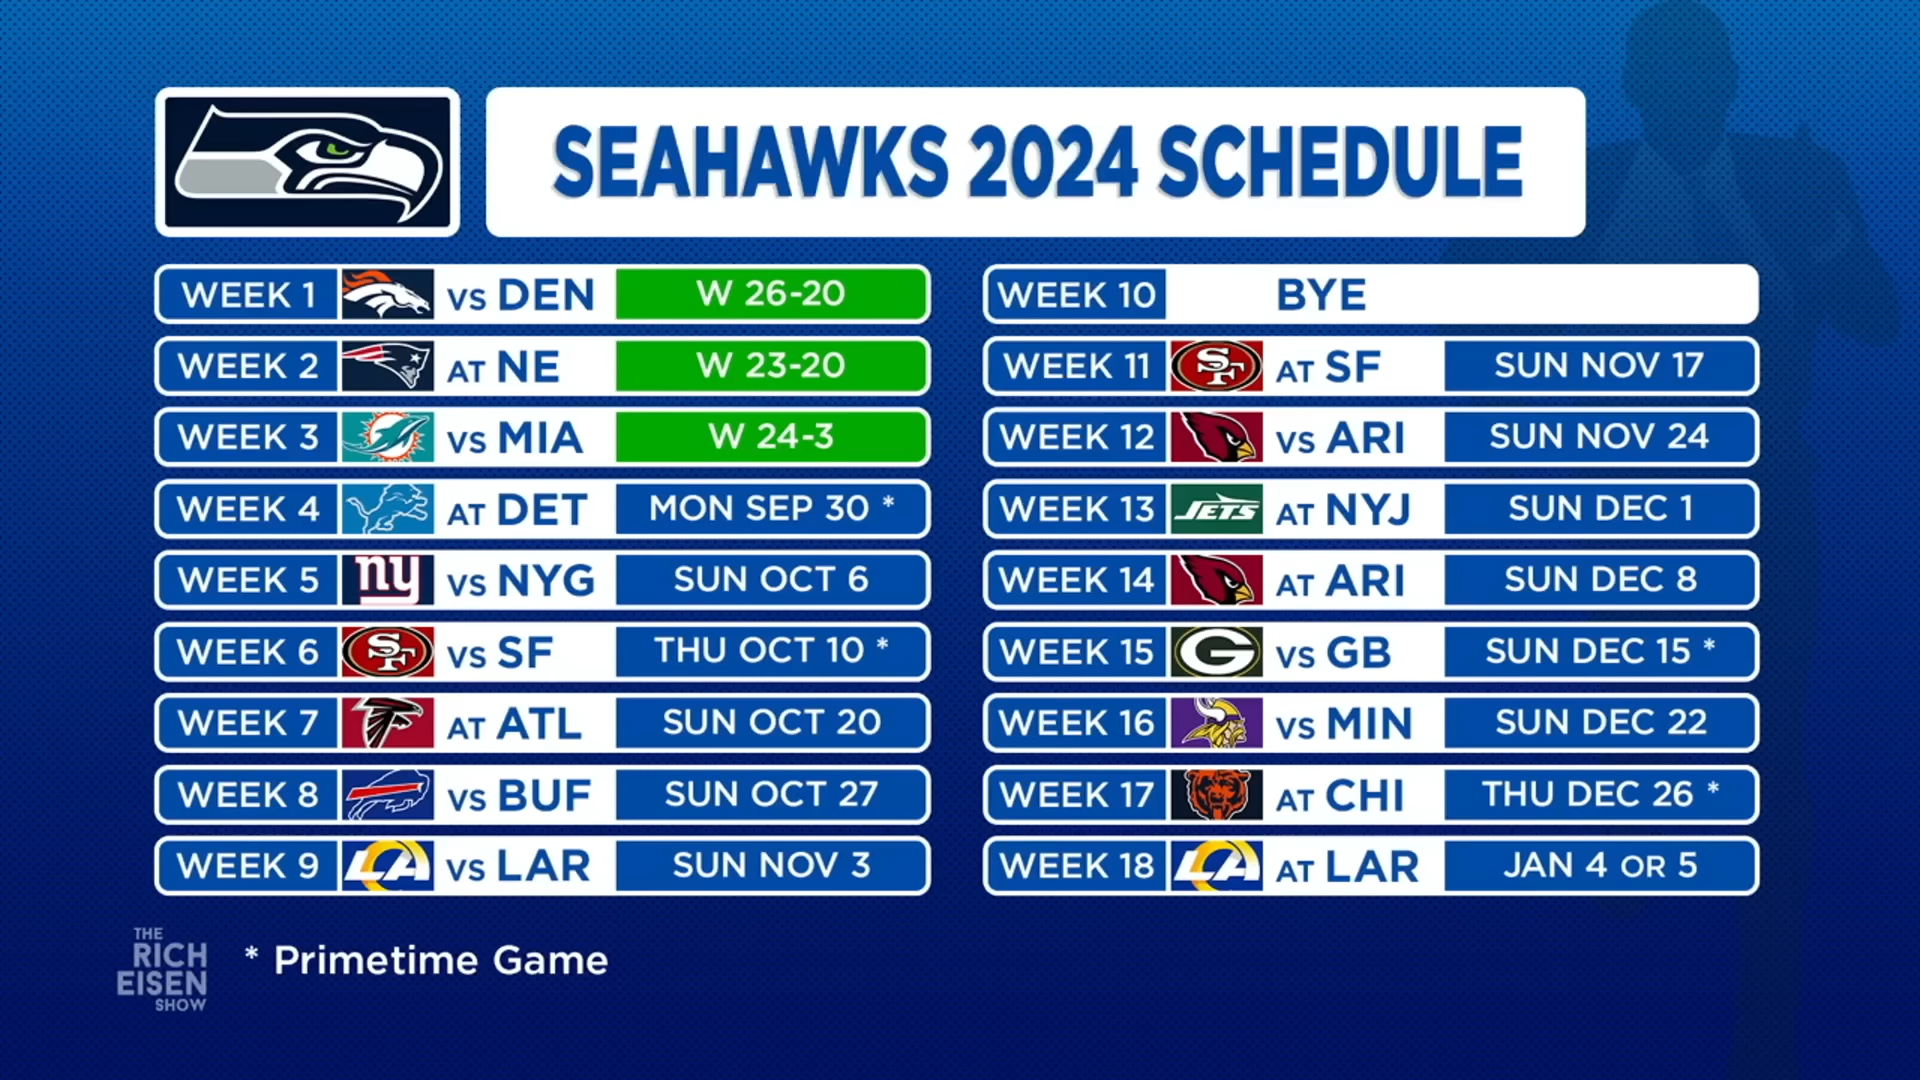 SEAHAWKS 2024 SCHEDULE
WEEK 1 VS DEN W 26-20
WEEK 2 AT NE W 23-20
WEEK 3 VS MIA W 24-3
WEEK 4 AT DET MON SEP 30 *
WEEK 5 ny VS NYG SUN OCT 6
WEEK 6 SF VS SF THU OCT 10 *
WEEK 7 AT ATL SUN OCT 20
WEEK 8 VS BUF SUN OCT 27
WEEK 9 LA VS LAR SUN NOV 3
WEEK 10 BYE
WEEK 11 SF AT SF SUN NOV 17
WEEK 12 VS ARI SUN NOV 24
WEEK 13 JETS AT NYJ SUN DEC 1
WEEK 14 AT ARI SUN DEC 8
WEEK 15 G VS GB SUN DEC 15 *
WEEK 16 VS MIN SUN DEC 22
WEEK 17 AT CHI THU DEC 26 *
WEEK 18 LA AT LAR JAN 4 OR 5
THE
RICH
EISEN
SHOW
* Primetime Game